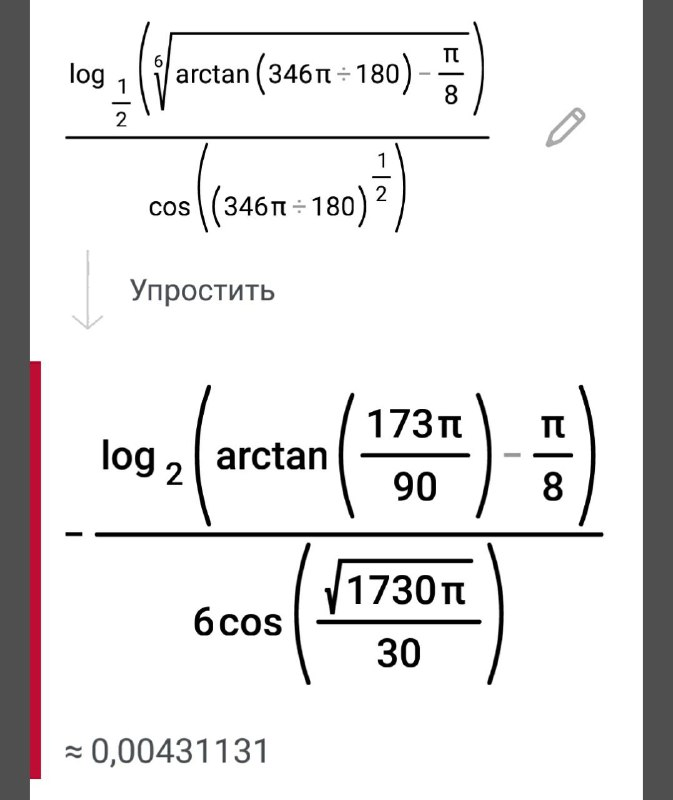 log 1/2 (⁶√(arctan(346π÷180) − π/8))
cos((346π÷180)^(1/2))
Упростить
− log 2 (arctan(173π/90) − π/8)
6cos(√(1730π)/30)
≈ 0,00431131